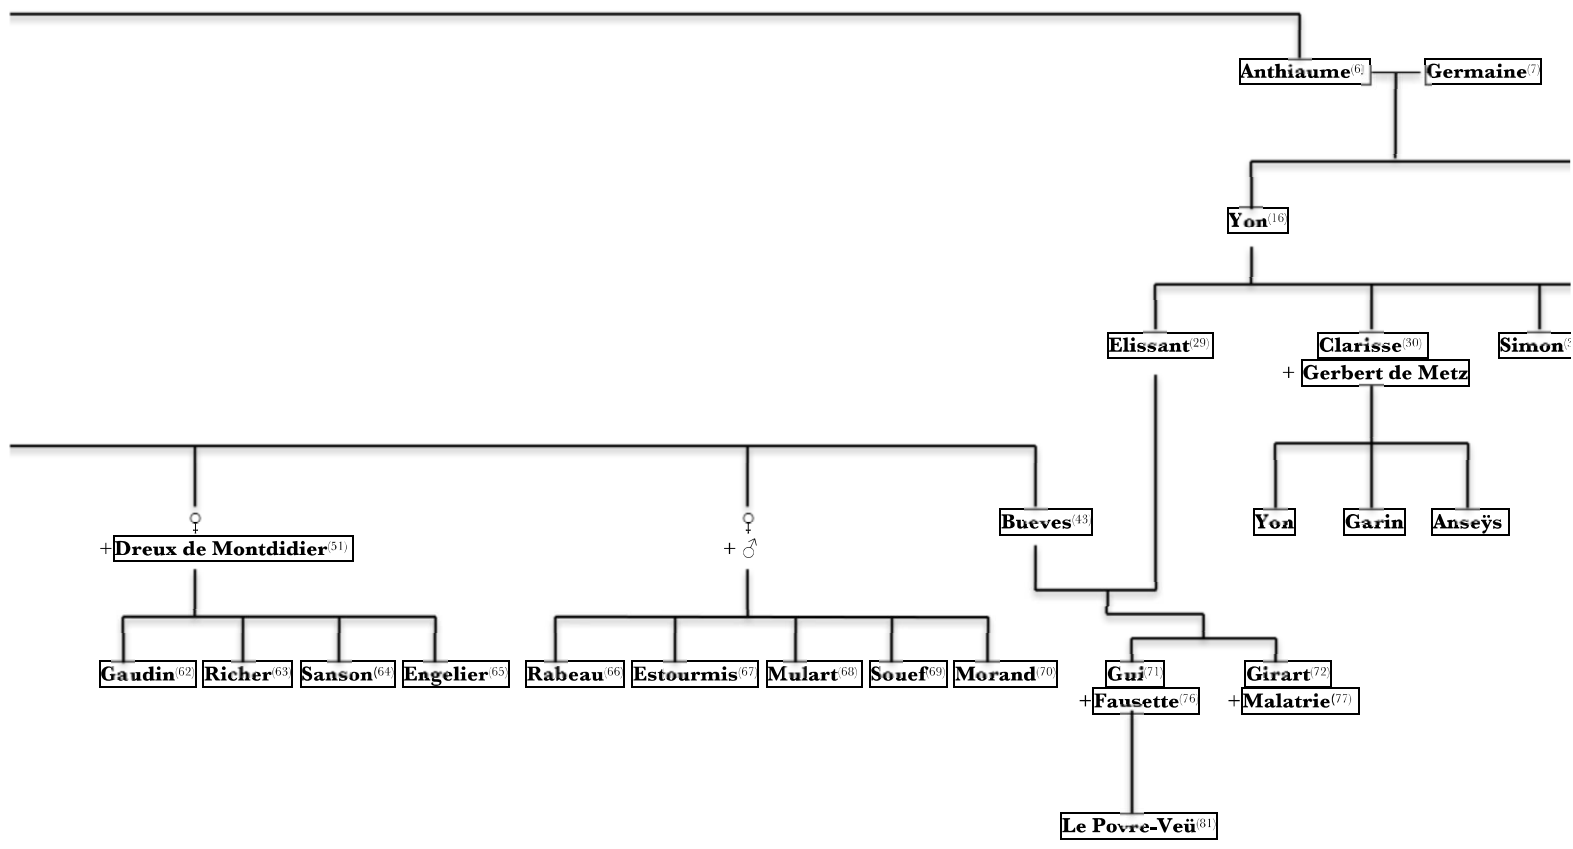 Anthiaume(6) Germaine(7)
Yon(16)
Elissant(29) Clarisse(30) Simon(3
+ Gerbert de Metz
♀ ♀ Bueves(43) Yon Garin Anseÿs
+Dreux de Montdidier(51) + ♂
Gaudin(62) Richer(63) Sanson(64) Engelier(65) Rabeau(66) Estourmis(67) Mulart(68) Souef(69) Morand(70) Gui(71) Girart(72)
+Fausette(76) +Malatrie(77)
Le Povre-Veü(81)